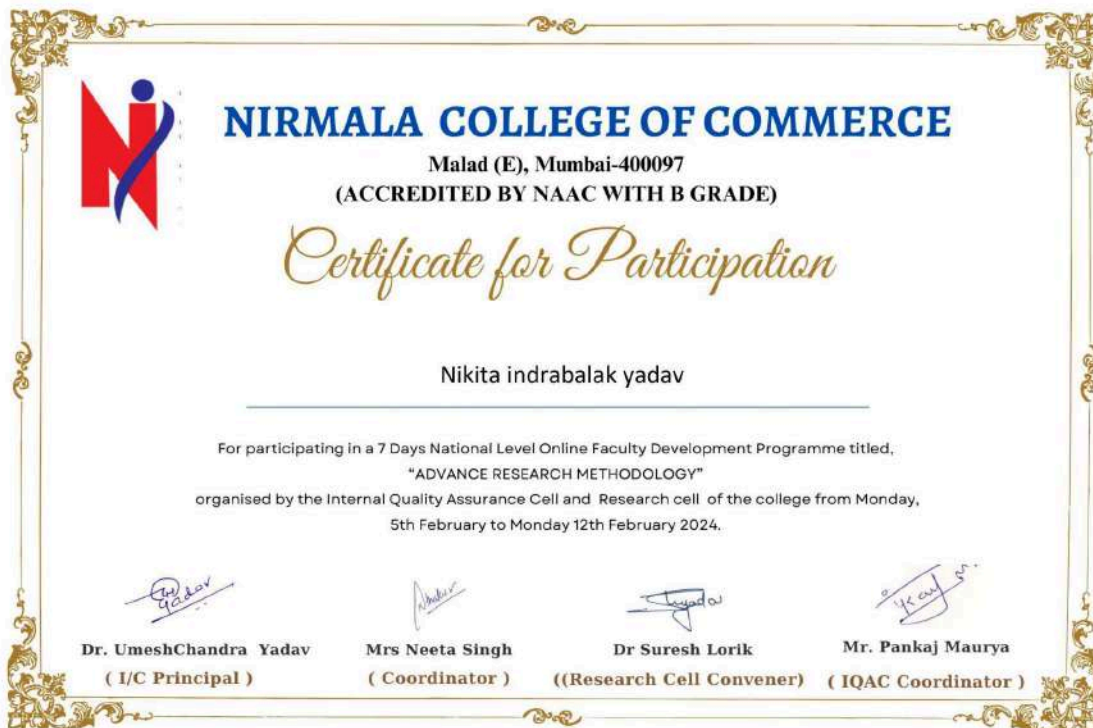 NIRMALA COLLEGE OF COMMERCE
Malad (E), Mumbai-400097
(ACCREDITED BY NAAC WITH B GRADE)
Certificate for Participation
Nikita indrabalak yadav
For participating in a 7 Days National Level Online Faculty Development Programme titled,
“ADVANCE RESEARCH METHODOLOGY”
organised by the Internal Quality Assurance Cell and Research cell of the college from Monday,
5th February to Monday 12th February 2024.
Dr. UmeshChandra Yadav
( I/C Principal )
Mrs Neeta Singh
( Coordinator )
Dr Suresh Lorik
((Research Cell Convener)
Mr. Pankaj Maurya
( IQAC Coordinator )